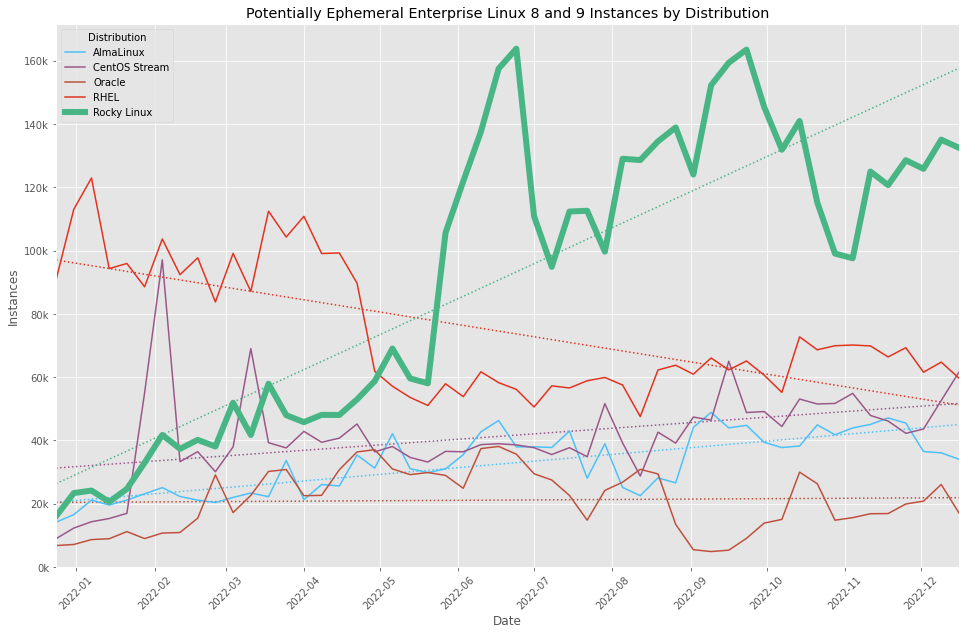 Potentially Ephemeral Enterprise Linux 8 and 9 Instances by Distribution
Distribution
AlmaLinux
CentOS Stream
Oracle
RHEL
Rocky Linux
160k
140k
120k
100k
80k
60k
40k
20k
0k
Instances
2022-01
2022-02
2022-03
2022-04
2022-05
2022-06
2022-07
2022-08
2022-09
2022-10
2022-11
2022-12
Date